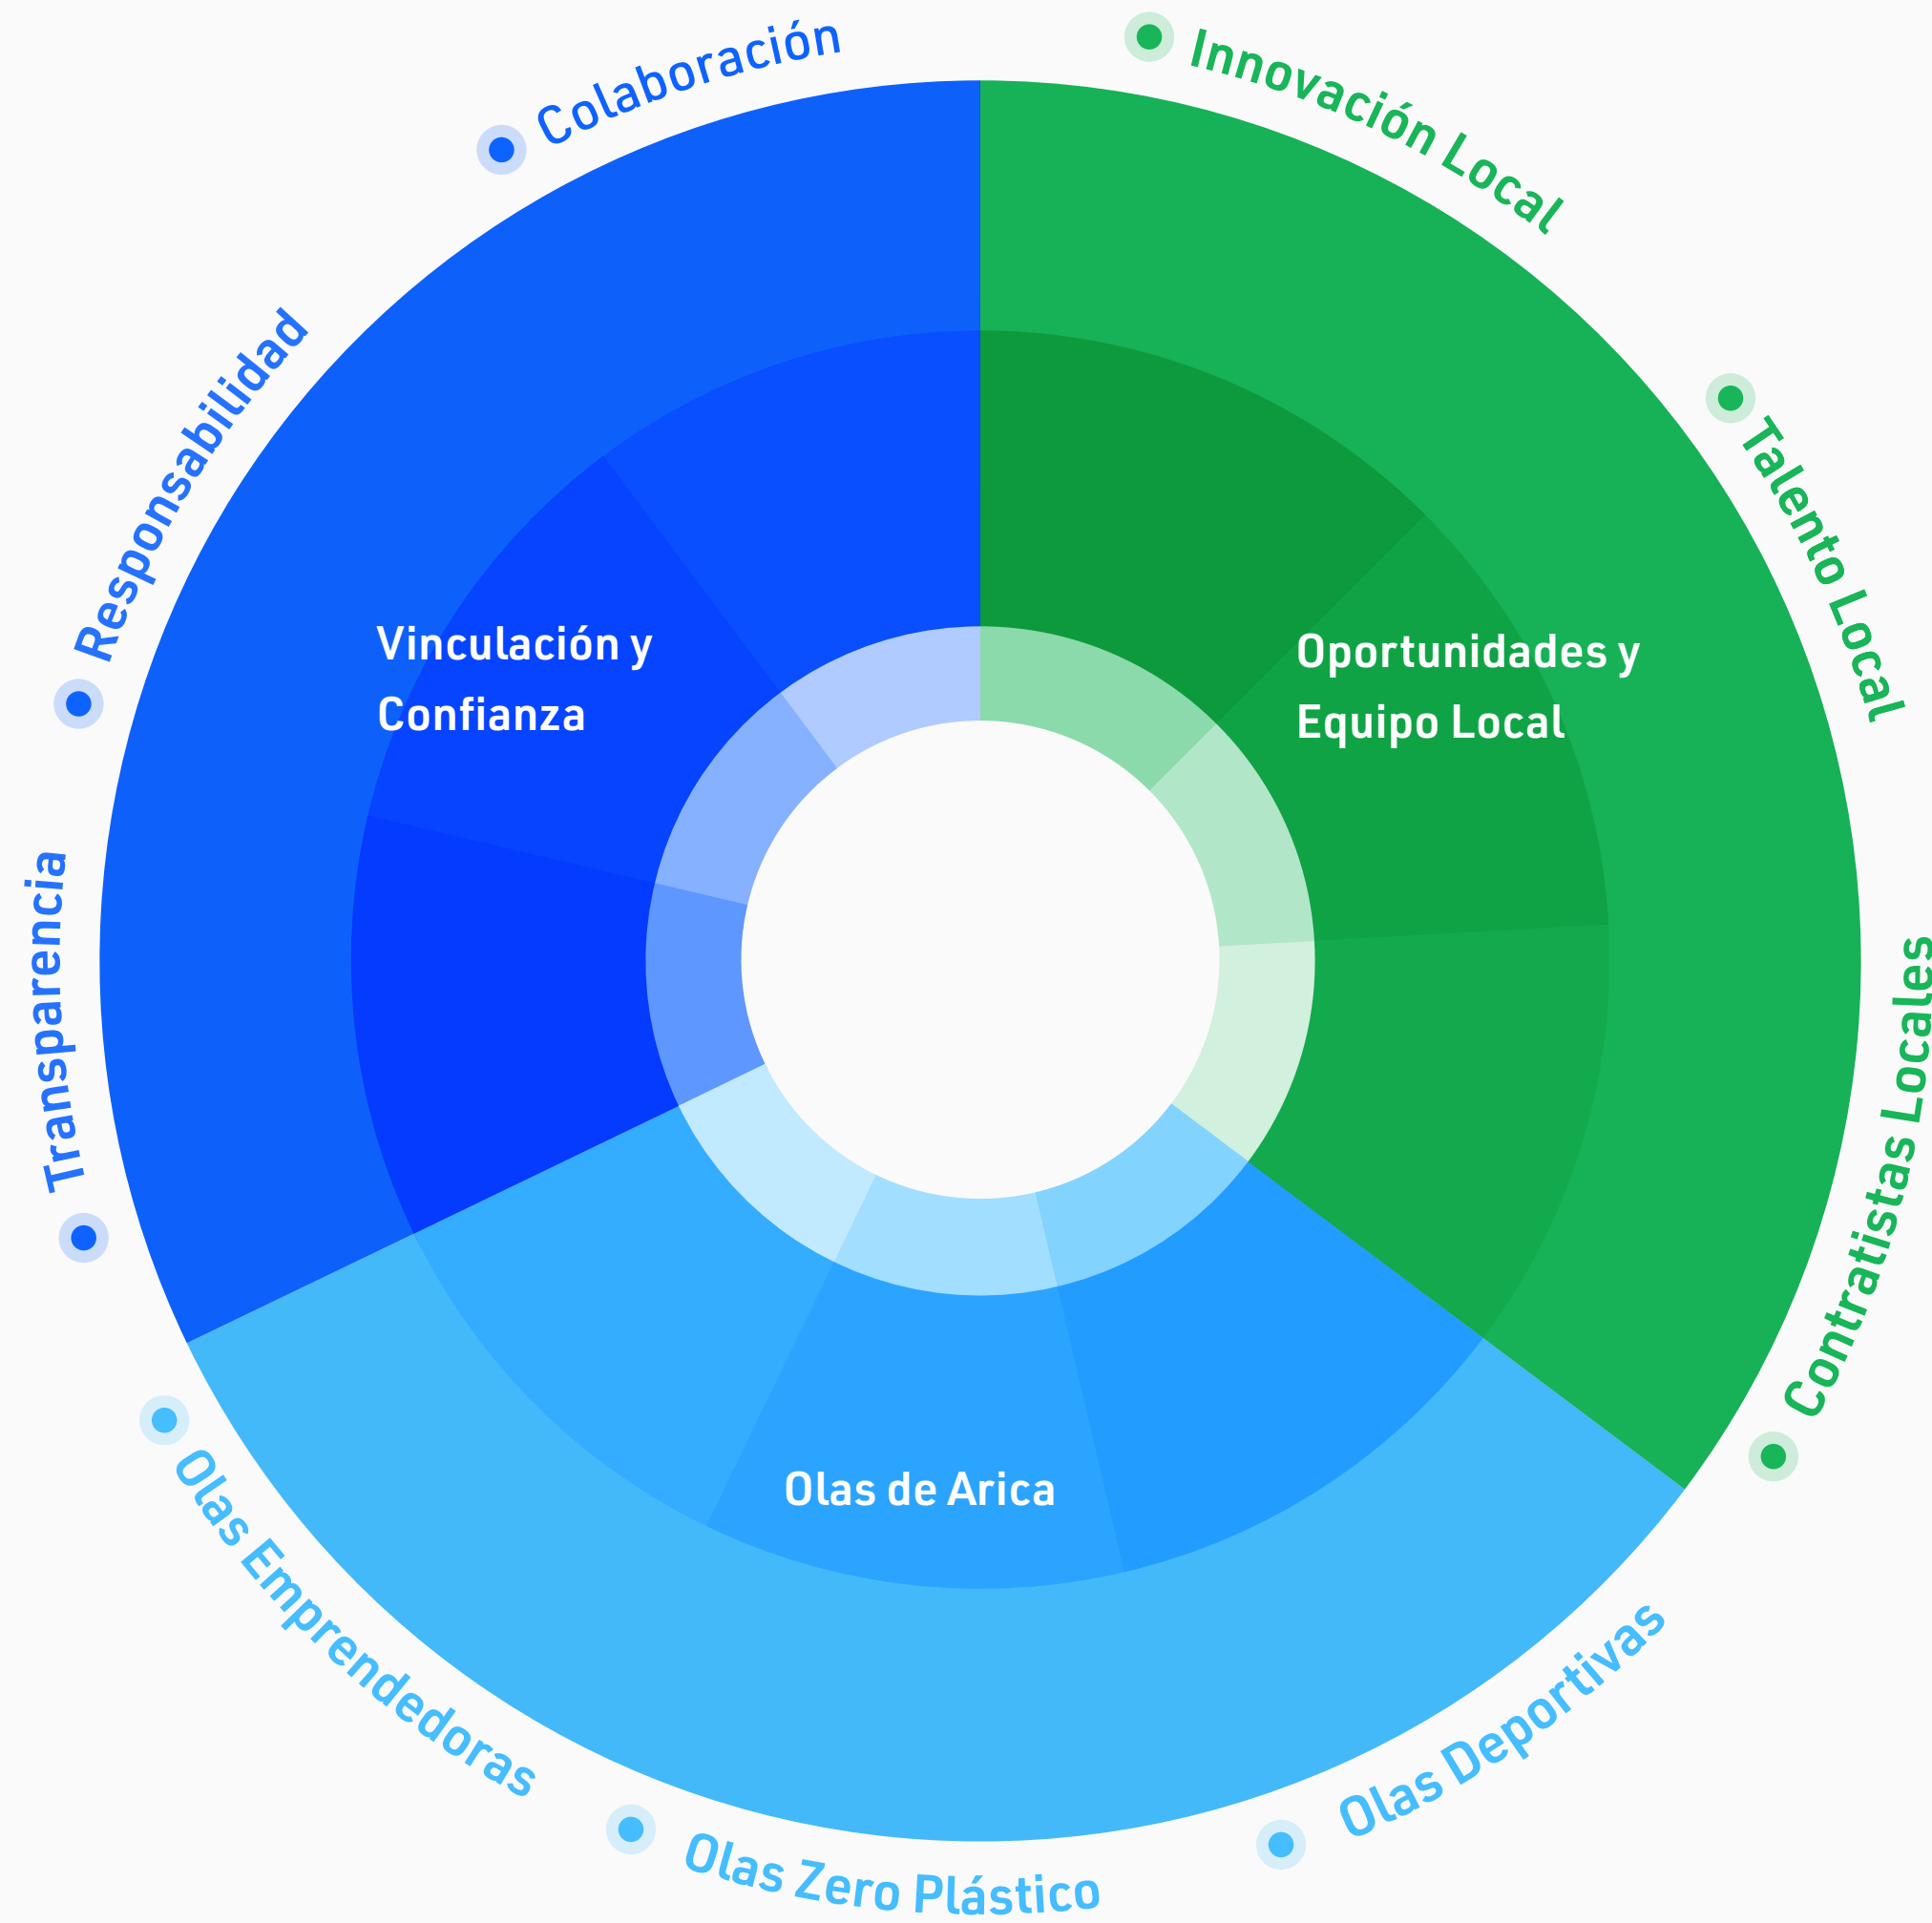 Colaboración
Innovación Local
Responsabilidad
Talento Local
Vinculación y
Confianza
Oportunidades y
Equipo Local
Transparencia
Contratistas Locales
Olas de Arica
Olas Emprendedoras
Olas Deportivas
Olas Zero Plástico